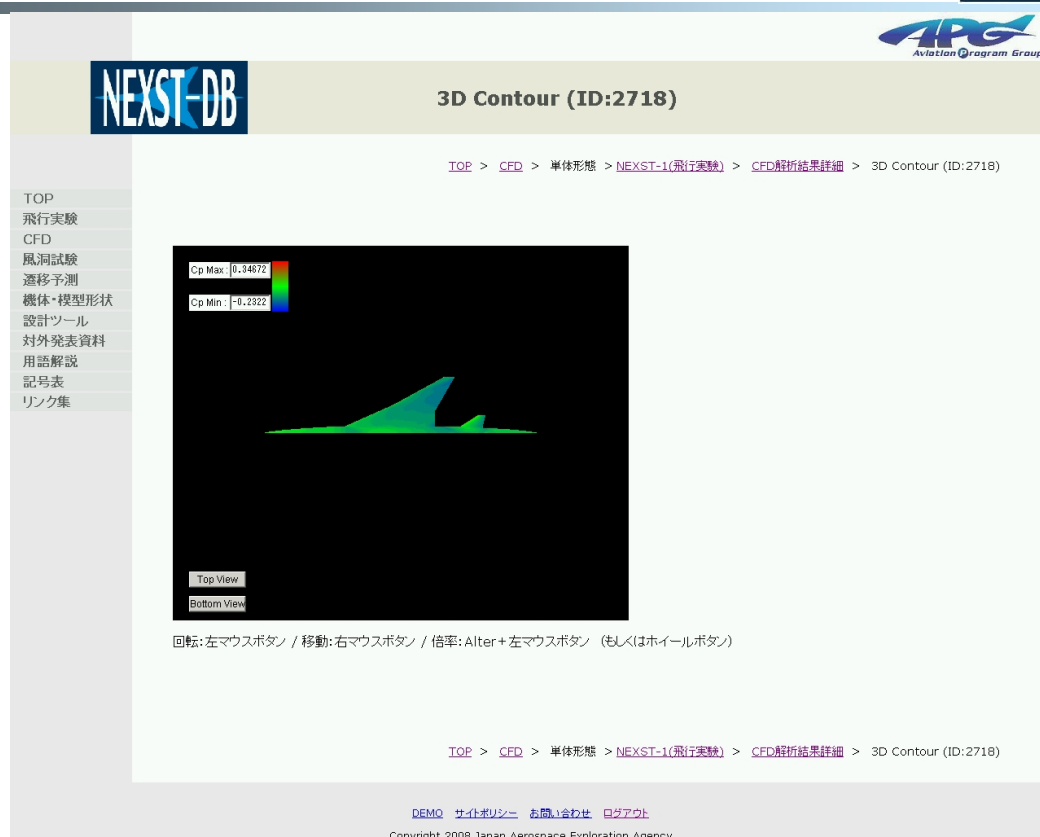 APG
Aviation Program Group
NEXST-DB
3D Contour (ID:2718)
TOP > CFD > 単体形態 > NEXST-1(飛行実験) > CFD解析結果詳細 > 3D Contour (ID:2718)
TOP
飛行実験
CFD
風洞試験
遷移予測
機体・模型形状
設計ツール
対外発表資料
用語解説
記号表
リンク集
Cp Max : 0.34672
Cp Min : -0.2322
Top View
Bottom View
回転:左マウスボタン / 移動:右マウスボタン / 倍率:Alter+左マウスボタン (もしくはホイールボタン)
TOP > CFD > 単体形態 > NEXST-1(飛行実験) > CFD解析結果詳細 > 3D Contour (ID:2718)
DEMO サイトポリシー お問い合わせ ログアウト
Copyright 2008 Japan Aerospace Exploration Agency